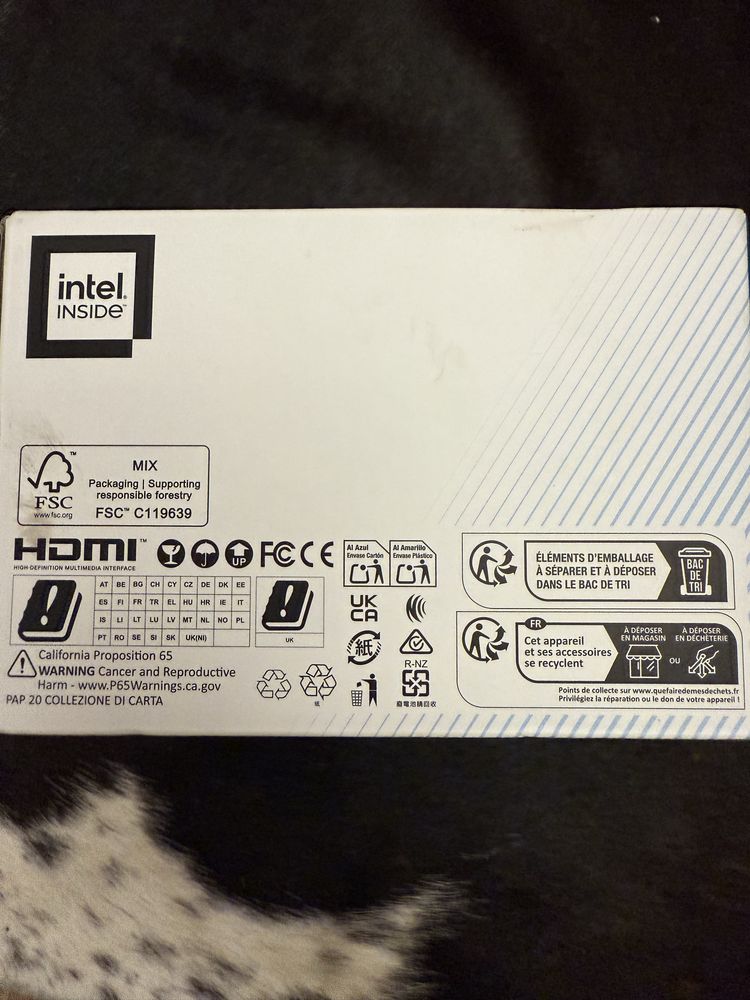 intel.
INSIDe™
FSC™
www.fsc.org
MIX
Packaging | Supporting
responsible forestry
FSC™ C119639
HDMI™
HIGH-DEFINITION MULTIMEDIA INTERFACE
UP
FC CE
Al Azul
Envase Cartón
Al Amarillo
Envase Plástico
ÉLÉMENTS D'EMBALLAGE
À SÉPARER ET À DÉPOSER
DANS LE BAC DE TRI
BAC
DE
TRI
AT BE BG CH CY CZ DE DK EE
ES FI FR TR EL HU HR IE IT
IS LI LT LU LV MT NL NO PL
PT RO SE SI SK UK(NI)
UK
UK
CA
紙
R-NZ
廢電池請回收
紙
FR
Cet appareil
et ses accessoires
se recyclent
À DÉPOSER
EN MAGASIN
OU
À DÉPOSER
EN DÉCHÈTERIE
Points de collecte sur www.quefairedemesdechets.fr
Privilégiez la réparation ou le don de votre appareil !
California Proposition 65
WARNING Cancer and Reproductive
Harm - www.P65Warnings.ca.gov
PAP 20 COLLEZIONE DI CARTA